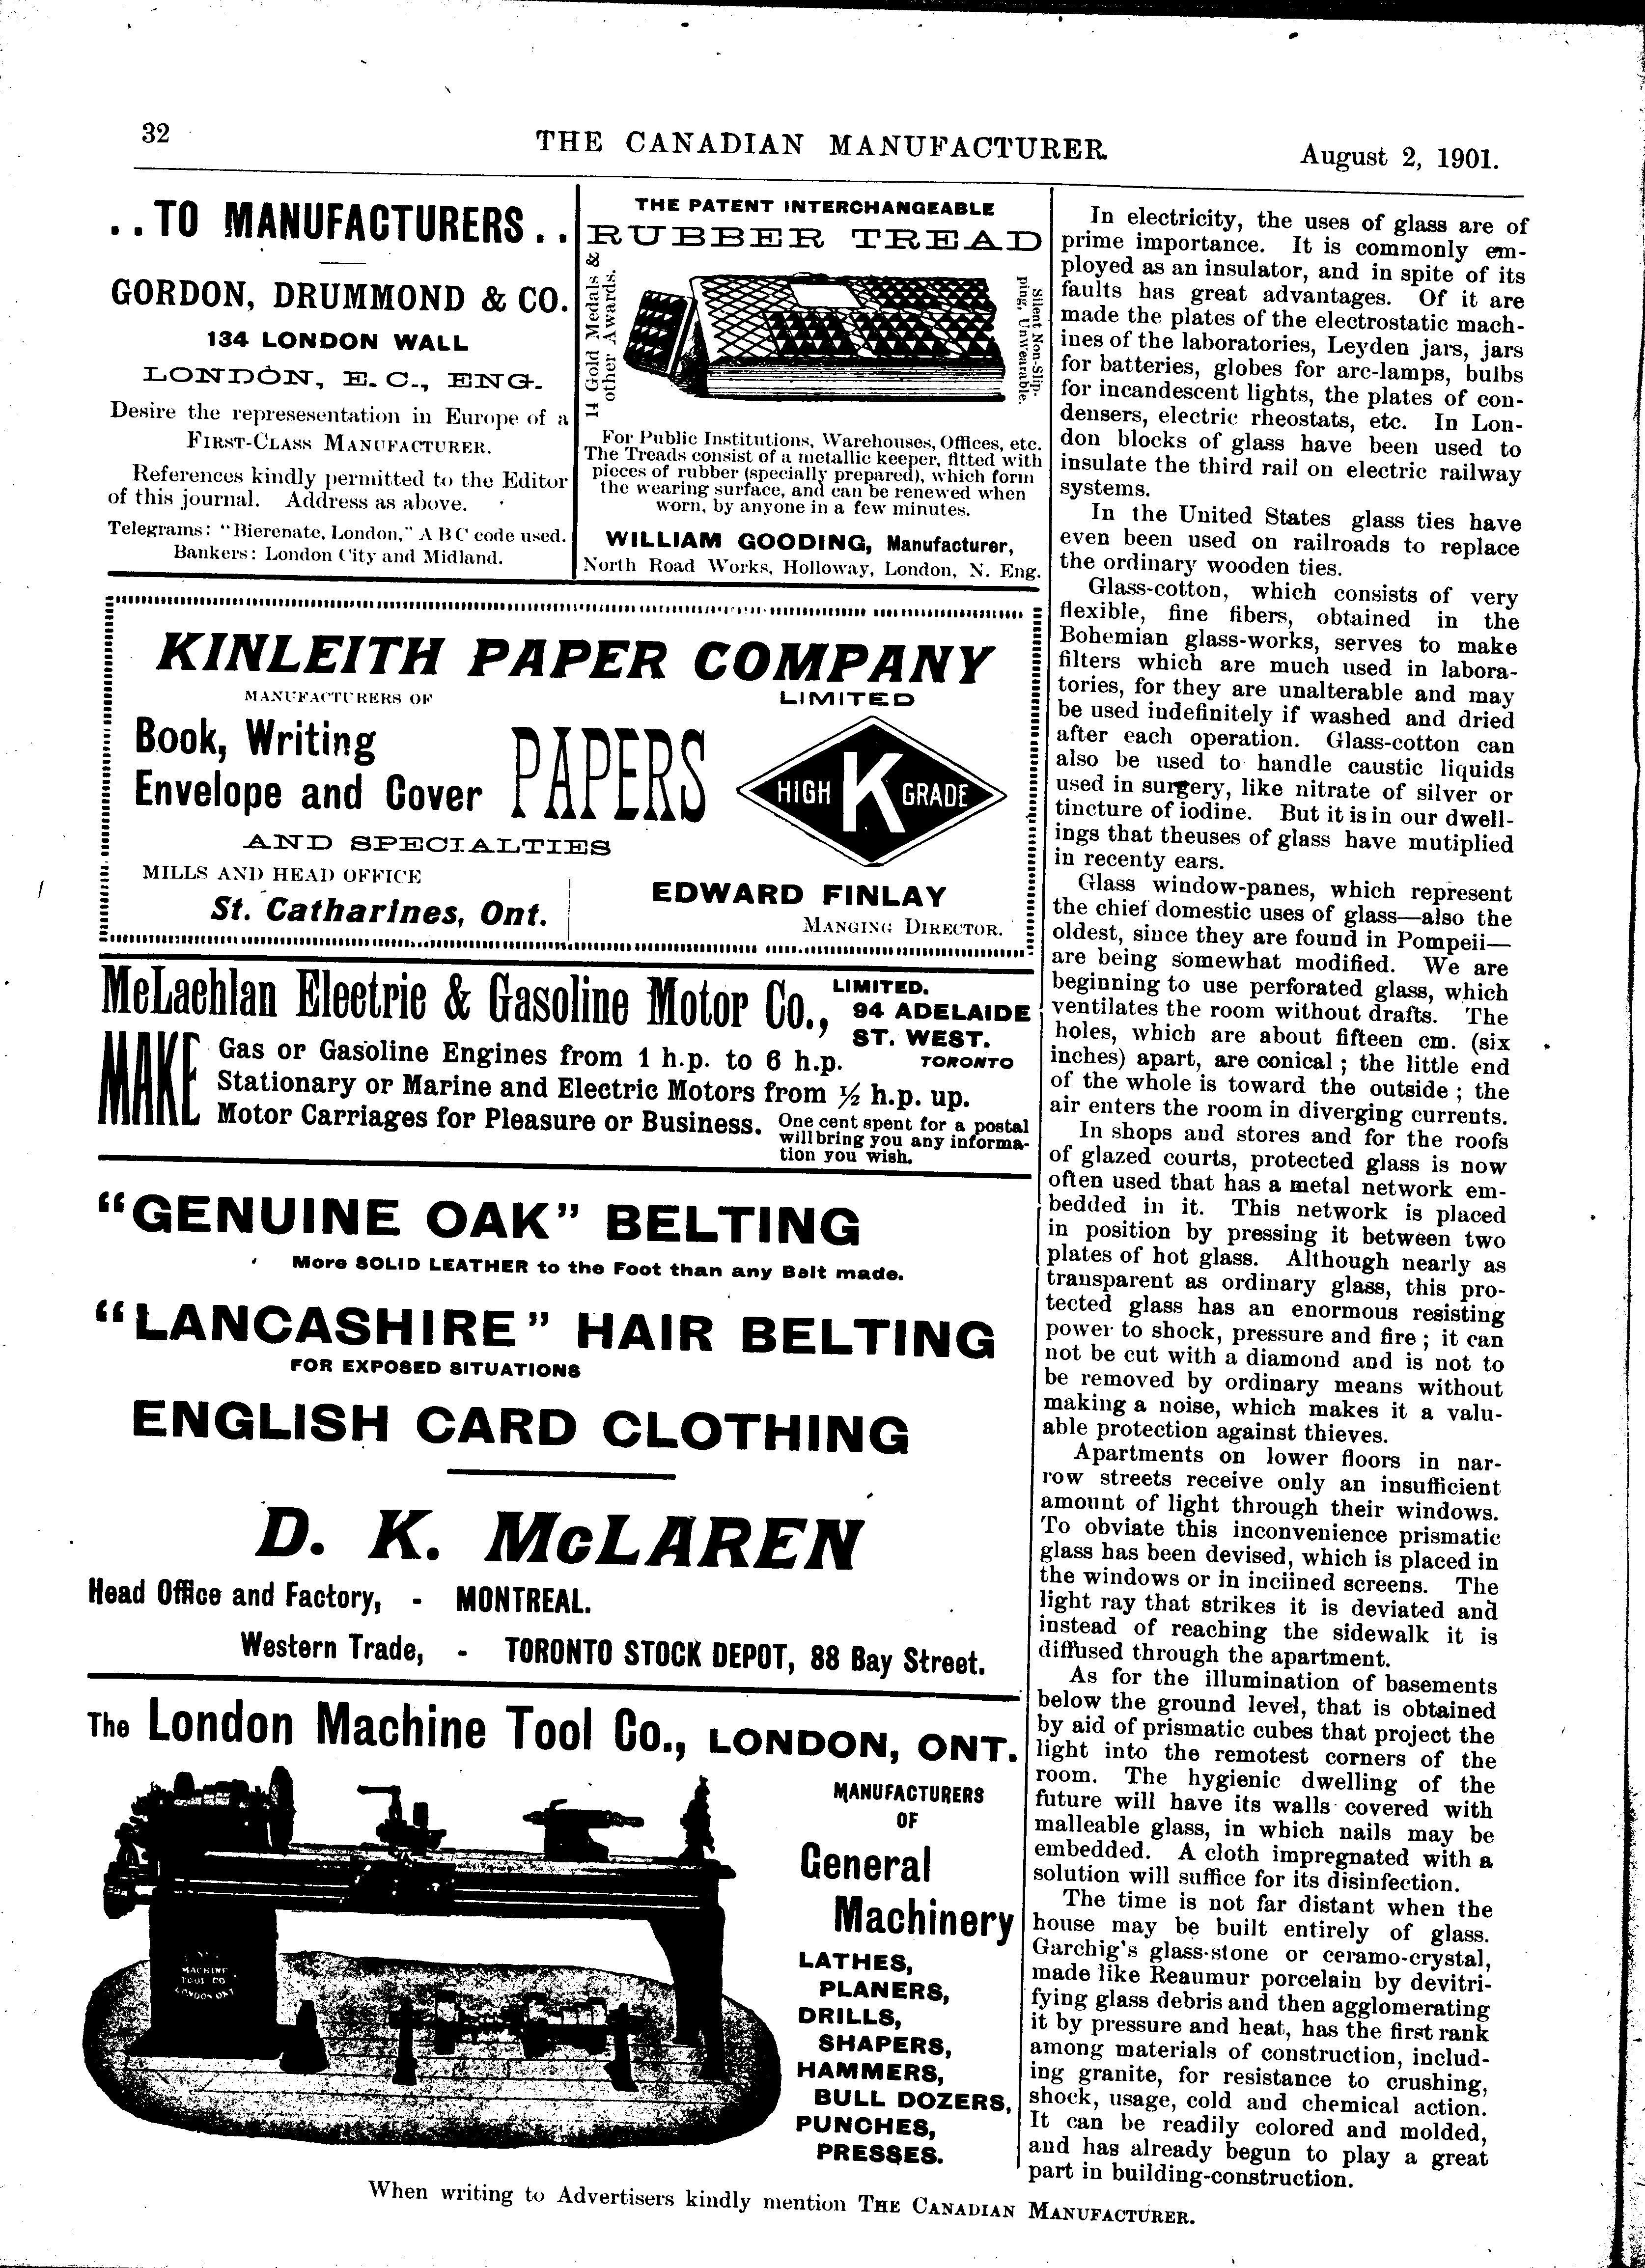 32
THE CANADIAN MANUFACTURER
August 2, 1901.
..TO MANUFACTURERS..
GORDON, DRUMMOND & CO.
134 LONDON WALL
LONDON, E. C., ENG.
Desire the represesentation in Europe of a
FIRST-CLASS MANUFACTURER.
References kindly permitted to the Editor
of this journal. Address as above.
Telegrams: "Bierenate, London," A B C code used.
Bankers: London City and Midland.
THE PATENT INTERCHANGEABLE
RUBBER TREAD
14 Gold Medals &
other Awards.
Silent Non-Slip-
ping, Unwearable.
For Public Institutions, Warehouses, Offices, etc.
The Treads consist of a metallic keeper, fitted with
pieces of rubber (specially prepared), which form
the wearing surface, and can be renewed when
worn, by anyone in a few minutes.
WILLIAM GOODING, Manufacturer,
North Road Works, Holloway, London, N. Eng.
KINLEITH PAPER COMPANY
MANUFACTURERS OF
LIMITED
Book, Writing
Envelope and Cover
PAPERS
HIGH K GRADE
AND SPECIALTIES
MILLS AND HEAD OFFICE
St. Catharines, Ont.
EDWARD FINLAY
MANGING DIRECTOR.
McLachlan Electric & Gasoline Motor Co.,
LIMITED.
94 ADELAIDE
ST. WEST.
TORONTO
MAKE
Gas or Gasoline Engines from 1 h.p. to 6 h.p.
Stationary or Marine and Electric Motors from ½ h.p. up.
Motor Carriages for Pleasure or Business.
One cent spent for a postal
will bring you any informa-
tion you wish.
"GENUINE OAK" BELTING
More SOLID LEATHER to the Foot than any Belt made.
"LANCASHIRE" HAIR BELTING
FOR EXPOSED SITUATIONS
ENGLISH CARD CLOTHING
D. K. McLAREN
Head Office and Factory, - MONTREAL.
Western Trade, - TORONTO STOCK DEPOT, 88 Bay Street.
The London Machine Tool Co., LONDON, ONT.
MACHINE
TOOL CO
LONDON ONT
MANUFACTURERS
OF
General
Machinery
LATHES,
PLANERS,
DRILLS,
SHAPERS,
HAMMERS,
BULL DOZERS,
PUNCHES,
PRESSES.
In electricity, the uses of glass are of
prime importance. It is commonly em-
ployed as an insulator, and in spite of its
faults has great advantages. Of it are
made the plates of the electrostatic mach-
ines of the laboratories, Leyden jars, jars
for batteries, globes for arc-lamps, bulbs
for incandescent lights, the plates of con-
densers, electric rheostats, etc. In Lon-
don blocks of glass have been used to
insulate the third rail on electric railway
systems.
In the United States glass ties have
even been used on railroads to replace
the ordinary wooden ties.
Glass-cotton, which consists of very
flexible, fine fibers, obtained in the
Bohemian glass-works, serves to make
filters which are much used in labora-
tories, for they are unalterable and may
be used indefinitely if washed and dried
after each operation. Glass-cotton can
also be used to handle caustic liquids
used in surgery, like nitrate of silver or
tincture of iodine. But it is in our dwell-
ings that theuses of glass have mutiplied
in recenty ears.
Glass window-panes, which represent
the chief domestic uses of glass—also the
oldest, since they are found in Pompeii—
are being somewhat modified. We are
beginning to use perforated glass, which
ventilates the room without drafts. The
holes, which are about fifteen cm. (six
inches) apart, are conical; the little end
of the whole is toward the outside; the
air enters the room in diverging currents.
In shops and stores and for the roofs
of glazed courts, protected glass is now
often used that has a metal network em-
bedded in it. This network is placed
in position by pressing it between two
plates of hot glass. Although nearly as
transparent as ordinary glass, this pro-
tected glass has an enormous resisting
power to shock, pressure and fire; it can
not be cut with a diamond and is not to
be removed by ordinary means without
making a noise, which makes it a valu-
able protection against thieves.
Apartments on lower floors in nar-
row streets receive only an insufficient
amount of light through their windows.
To obviate this inconvenience prismatic
glass has been devised, which is placed in
the windows or in inciined screens. The
light ray that strikes it is deviated and
instead of reaching the sidewalk it is
diffused through the apartment.
As for the illumination of basements
below the ground level, that is obtained
by aid of prismatic cubes that project the
light into the remotest corners of the
room. The hygienic dwelling of the
future will have its walls covered with
malleable glass, in which nails may be
embedded. A cloth impregnated with a
solution will suffice for its disinfection.
The time is not far distant when the
house may be built entirely of glass.
Garchig's glass-stone or ceramo-crystal,
made like Reaumur porcelain by devitri-
fying glass debris and then agglomerating
it by pressure and heat, has the first rank
among materials of construction, includ-
ing granite, for resistance to crushing,
shock, usage, cold and chemical action.
It can be readily colored and molded,
and has already begun to play a great
part in building-construction.
When writing to Advertisers kindly mention THE CANADIAN MANUFACTURER.